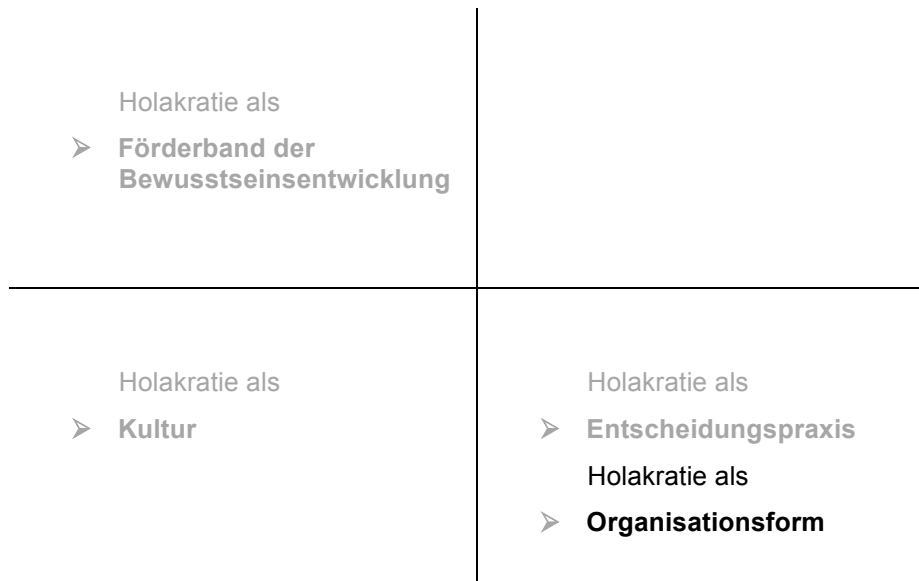 Holakratie als
➢ Förderband der
Bewusstseinsentwicklung
Holakratie als
➢ Kultur
Holakratie als
➢ Entscheidungspraxis
Holakratie als
➢ Organisationsform